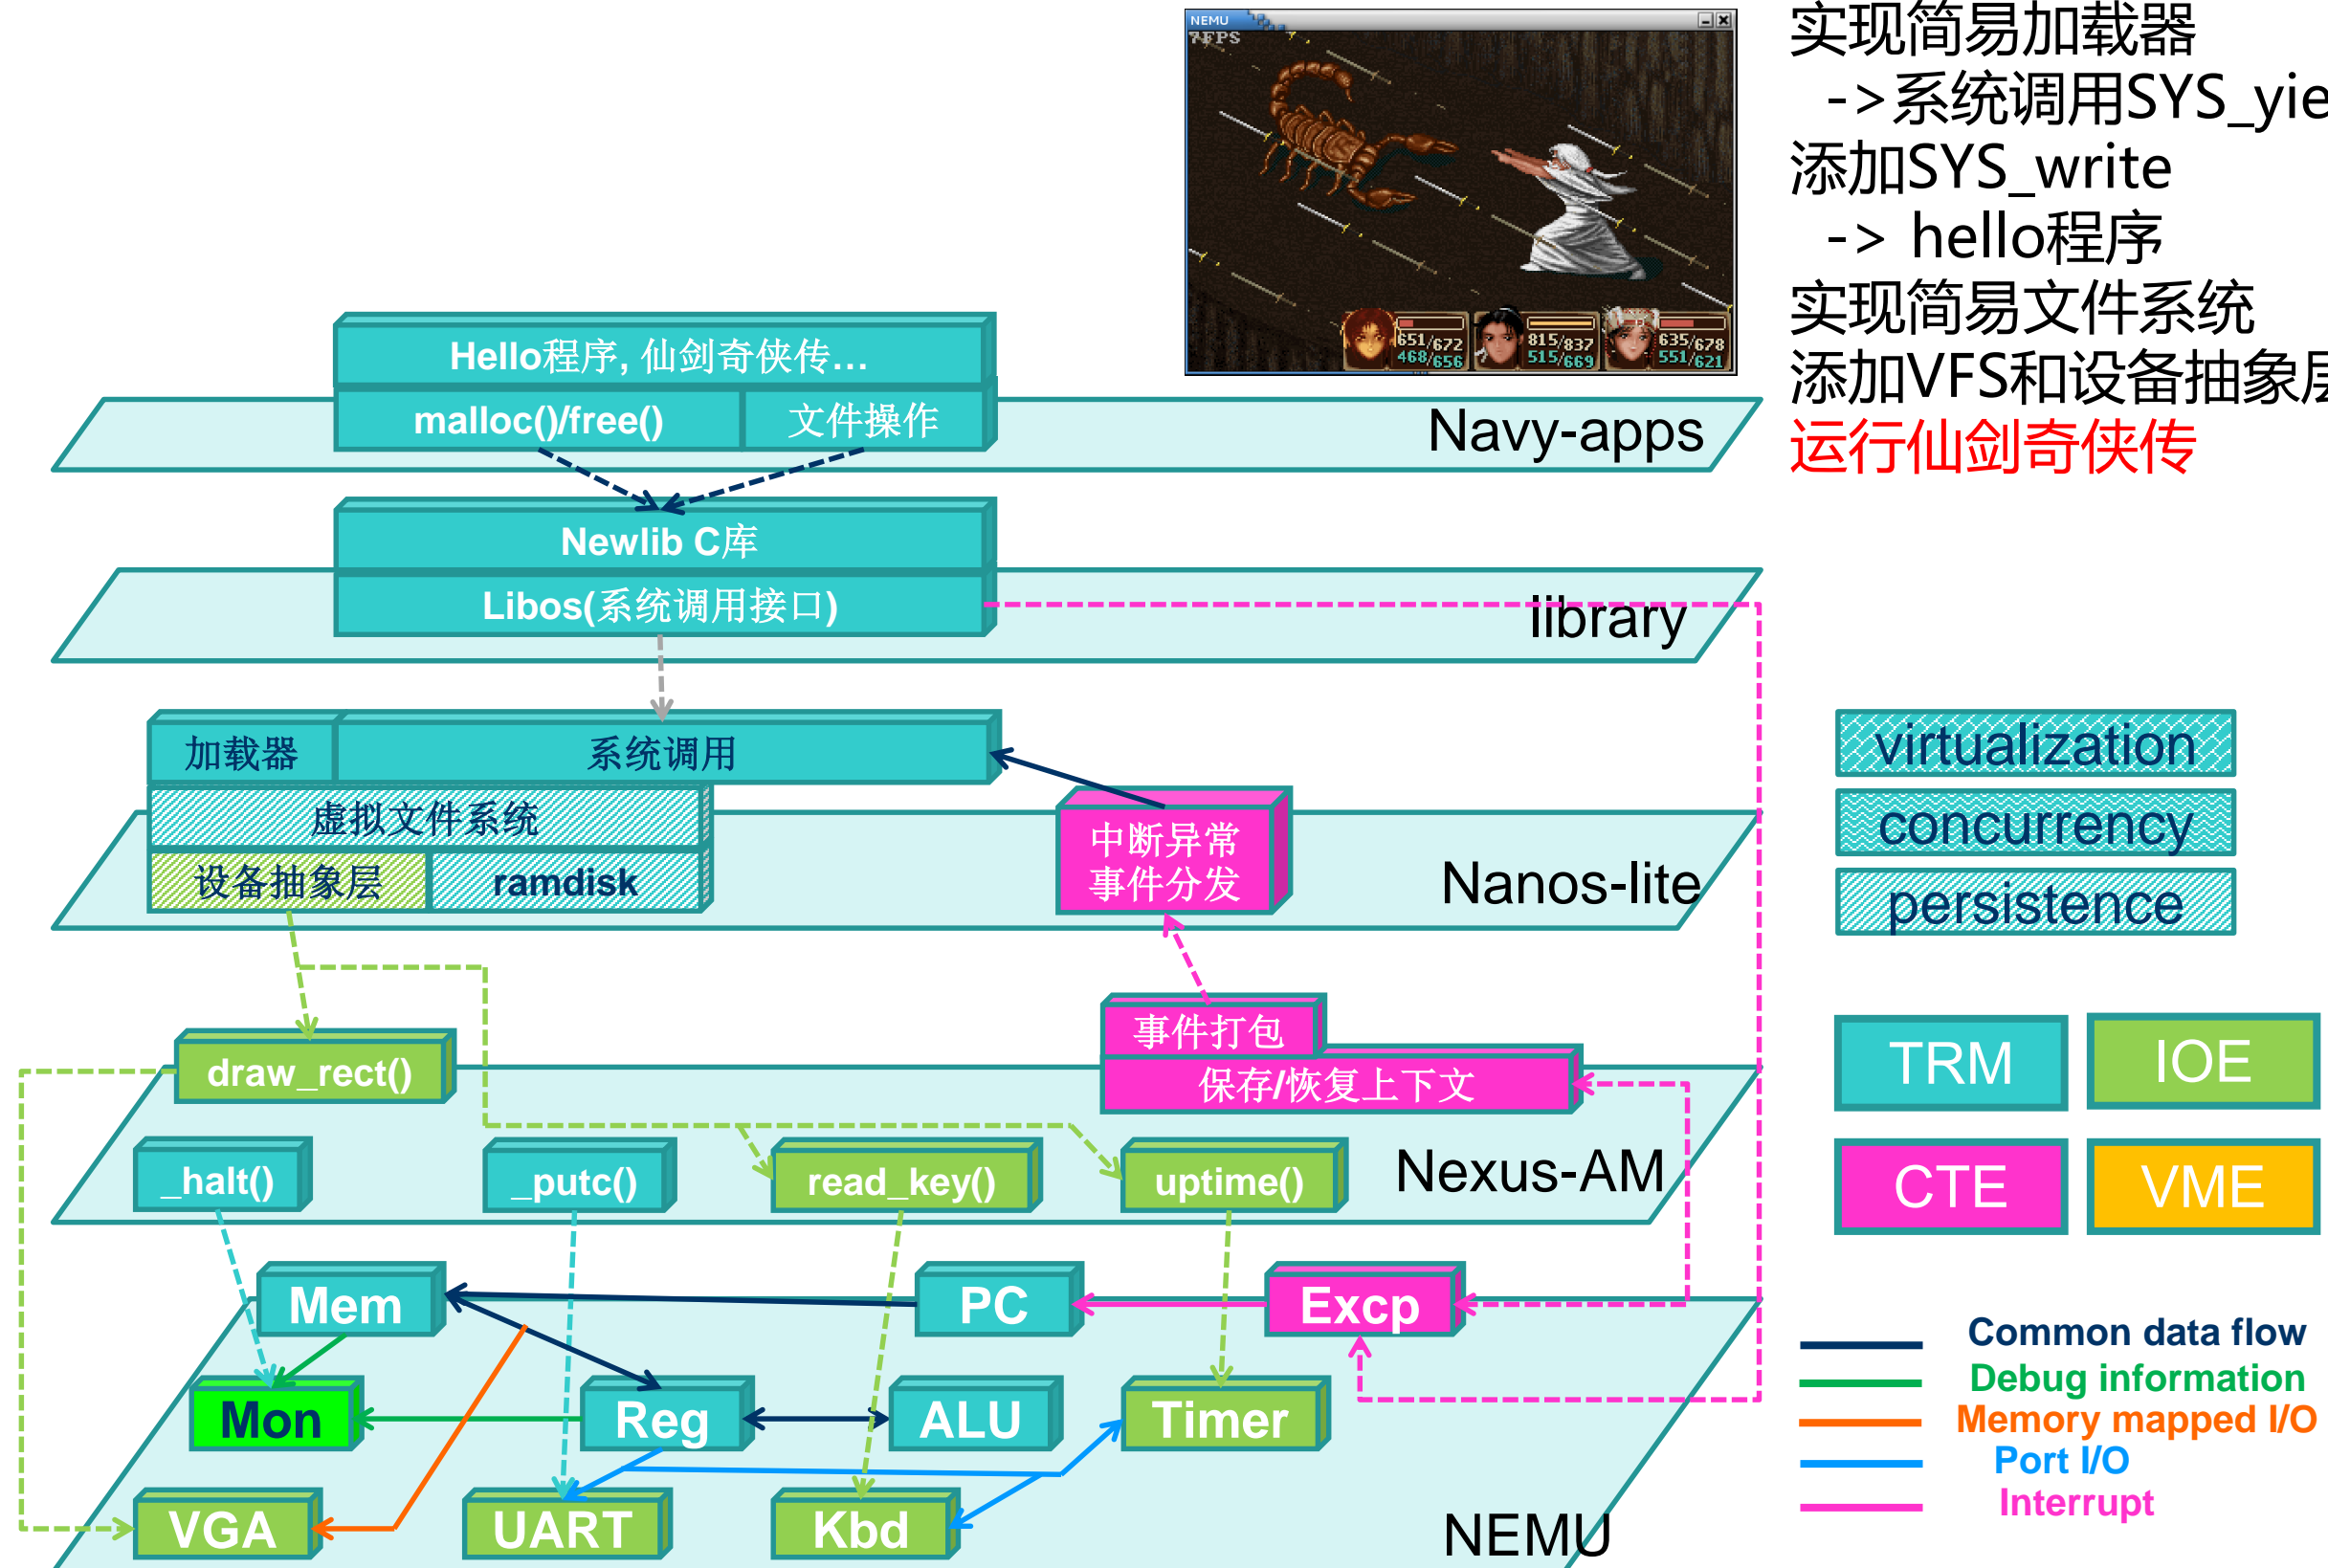 NEMU
7FPS
651/672
468/656
815/837
515/669
635/678
551/621
实现简易加载器
->系统调用SYS_yie
添加SYS_write
-> hello程序
实现简易文件系统
添加VFS和设备抽象层
运行仙剑奇侠传
Hello程序, 仙剑奇侠传...
malloc()/free()
文件操作
Navy-apps
Newlib C库
Libos(系统调用接口)
library
加载器
系统调用
虚拟文件系统
设备抽象层
ramdisk
中断异常
事件分发
Nanos-lite
virtualization
concurrency
persistence
事件打包
保存/恢复上下文
draw_rect()
_halt()
_putc()
read_key()
uptime()
Nexus-AM
TRM
IOE
CTE
VME
Mem
PC
Excp
Mon
Reg
ALU
Timer
VGA
UART
Kbd
NEMU
Common data flow
Debug information
Memory mapped I/O
Port I/O
Interrupt